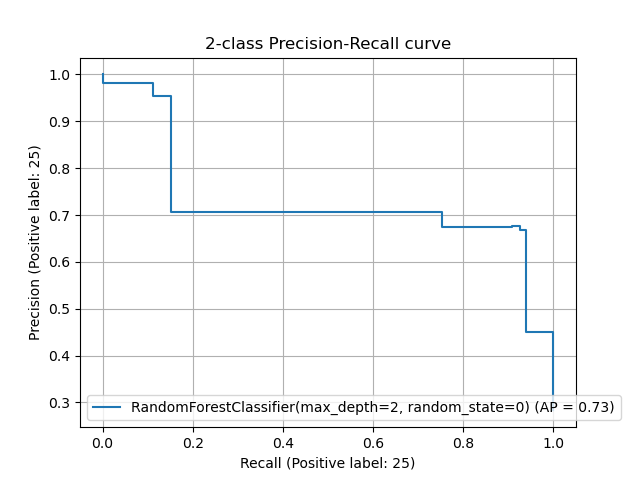 2-class Precision-Recall curve
1.0
0.9
0.8
0.7
0.6
0.5
0.4
0.3
Precision (Positive label: 25)
RandomForestClassifier(max_depth=2, random_state=0) (AP = 0.73)
0.0 0.2 0.4 0.6 0.8 1.0
Recall (Positive label: 25)